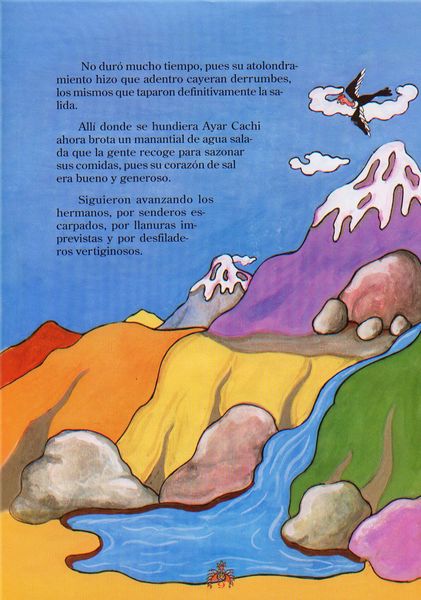 No duró mucho tiempo, pues su atolondra-
miento hizo que adentro cayeran derrumbes,
los mismos que taparon definitivamente la sa-
lida.
Allí donde se hundiera Ayar Cachi
ahora brota un manantial de agua sala-
da que la gente recoge para sazonar
sus comidas, pues su corazón de sal
era bueno y generoso.
Siguieron avanzando los
hermanos, por senderos es-
carpados, por llanuras im-
previstas y por desfilade-
ros vertiginosos.